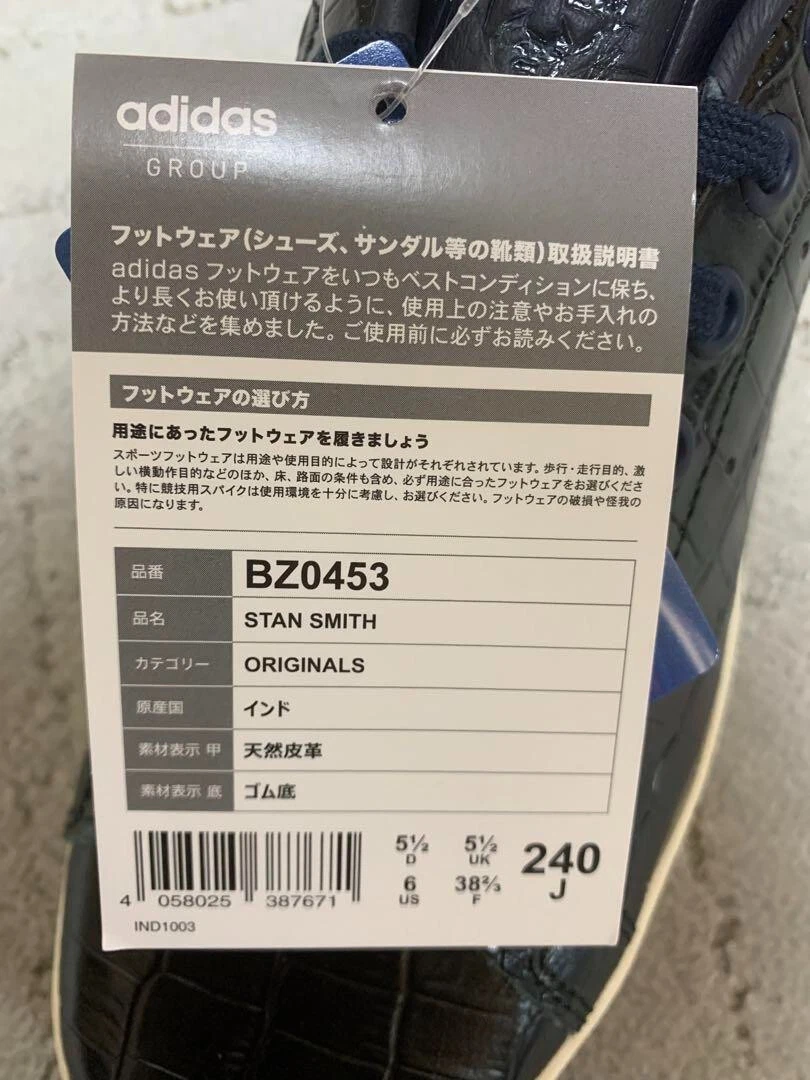 adidas
GROUP
フットウェア(シューズ、サンダル等の靴類)取扱説明書
adidas フットウェアをいつもベストコンディションに保ち、
より長くお使い頂けるように、使用上の注意やお手入れの
方法などを集めました。ご使用前に必ずお読みください。
フットウェアの選び方
用途にあったフットウェアを履きましょう
スポーツフットウェアは用途や使用目的によって設計がそれぞれされています。歩行・走行目的、激
しい横動作目的などのほか、床、路面の条件も含め、必ず用途に合ったフットウェアをお選びくださ
い。特に競技用スパイクは使用環境を十分に考慮し、お選びください。フットウェアの破損や怪我の
原因になります。
品番 BZ0453
品名 STAN SMITH
カテゴリー ORIGINALS
原産国 インド
素材表示 甲 天然皮革
素材表示 底 ゴム底
5½ 5½ 240
D UK J
6 38⅔
US F
4 058025 387671
IND1003